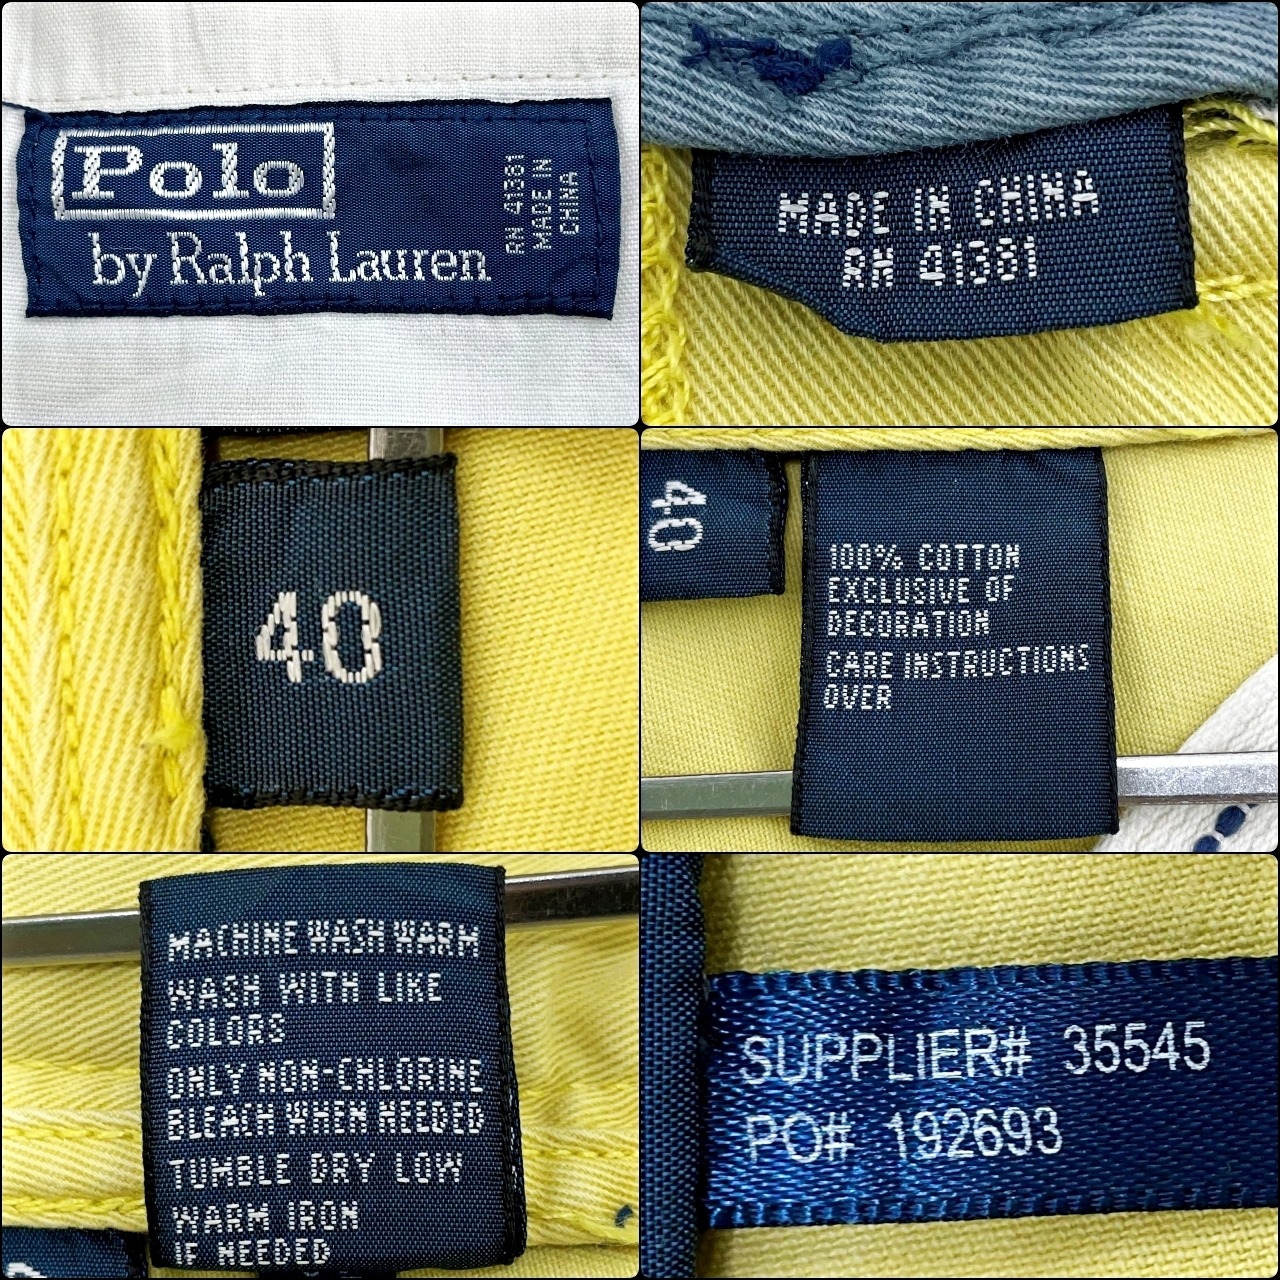 Polo
by Ralph Lauren
RN 41381
MADE IN
CHINA
MADE IN CHINA
RN 41381
40
40
100% COTTON
EXCLUSIVE OF
DECORATION
CARE INSTRUCTIONS
OVER
MACHINE WASH WARM
WASH WITH LIKE
COLORS
ONLY NON-CHLORINE
BLEACH WHEN NEEDED
TUMBLE DRY LOW
WARM IRON
IF NEEDED
SUPPLIER# 35545
PO# 192693